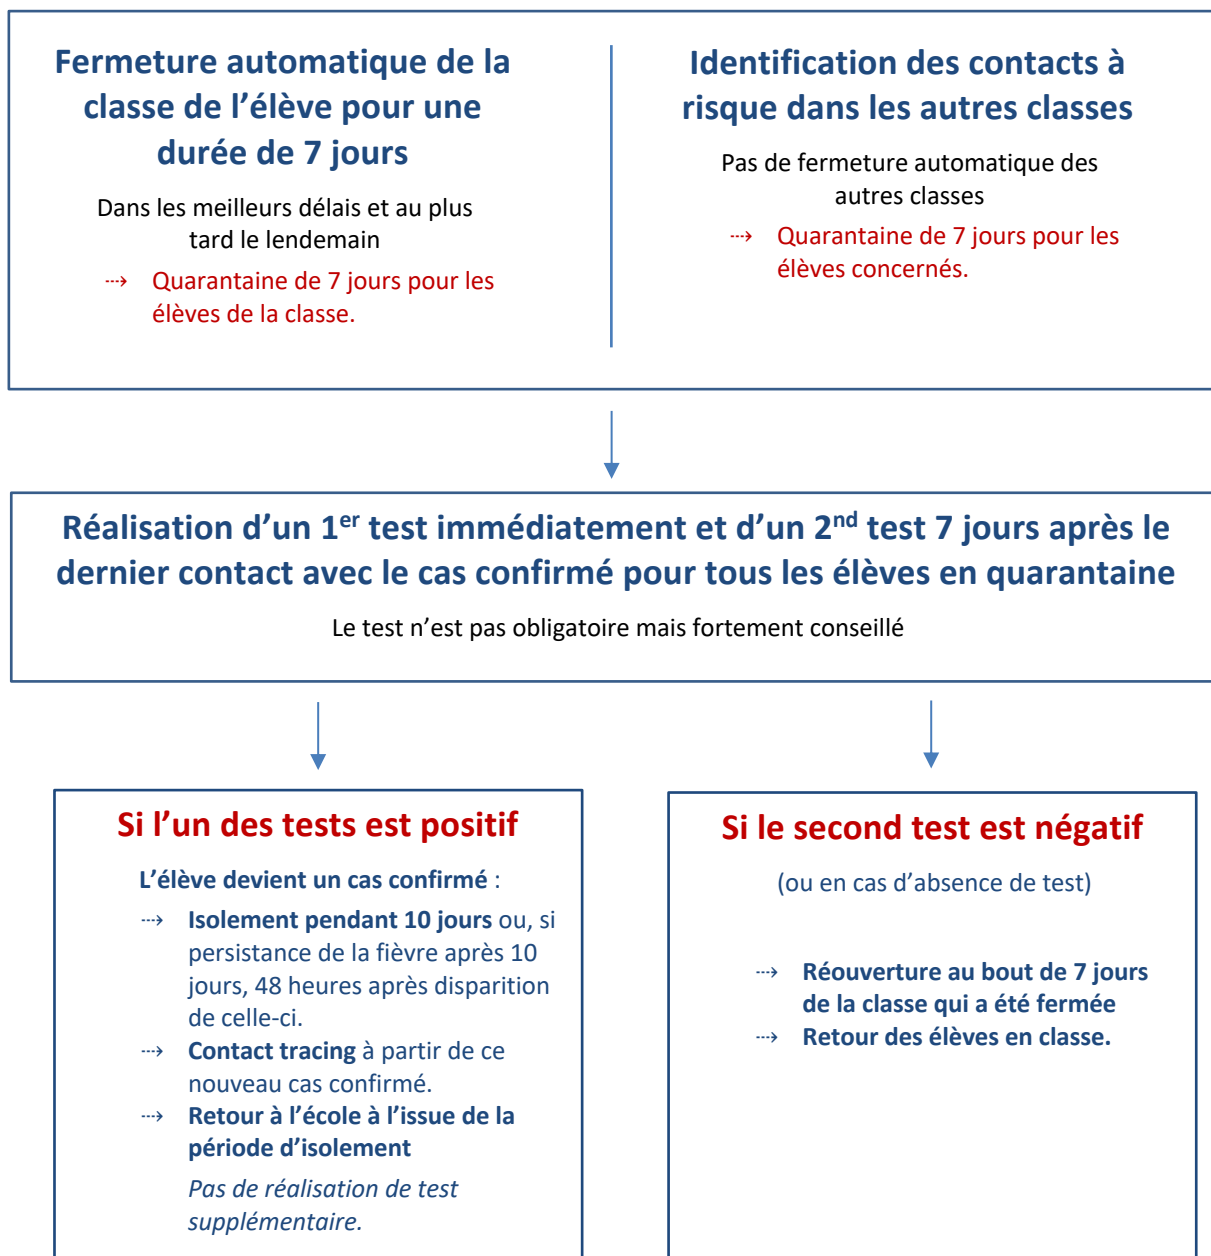 Fermeture automatique de la
classe de l’élève pour une
durée de 7 jours
Dans les meilleurs délais et au plus
tard le lendemain
⇢ Quarantaine de 7 jours pour les
élèves de la classe.
Identification des contacts à
risque dans les autres classes
Pas de fermeture automatique des
autres classes
⇢ Quarantaine de 7 jours pour les
élèves concernés.
Réalisation d’un 1er test immédiatement et d’un 2nd test 7 jours après le
dernier contact avec le cas confirmé pour tous les élèves en quarantaine
Le test n’est pas obligatoire mais fortement conseillé
Si l’un des tests est positif
L’élève devient un cas confirmé :
⇢ Isolement pendant 10 jours ou, si
persistance de la fièvre après 10
jours, 48 heures après disparition
de celle-ci.
⇢ Contact tracing à partir de ce
nouveau cas confirmé.
⇢ Retour à l’école à l’issue de la
période d’isolement
Pas de réalisation de test
supplémentaire.
Si le second test est négatif
(ou en cas d’absence de test)
⇢ Réouverture au bout de 7 jours
de la classe qui a été fermée
⇢ Retour des élèves en classe.